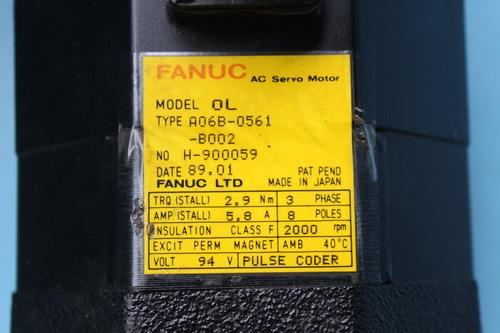 FANUC AC Servo Motor
MODEL OL
TYPE A06B-0561
-B002
NO H-900059
DATE 89.01 PAT PEND
FANUC LTD MADE IN JAPAN
TRQ.(STALL) 2.9 Nm 3 PHASE
AMP.(STALL) 5.8 A 8 POLES
INSULATION CLASS F 2000 rpm
EXCIT PERM MAGNET AMB 40°C
VOLT 94 V PULSE CODER